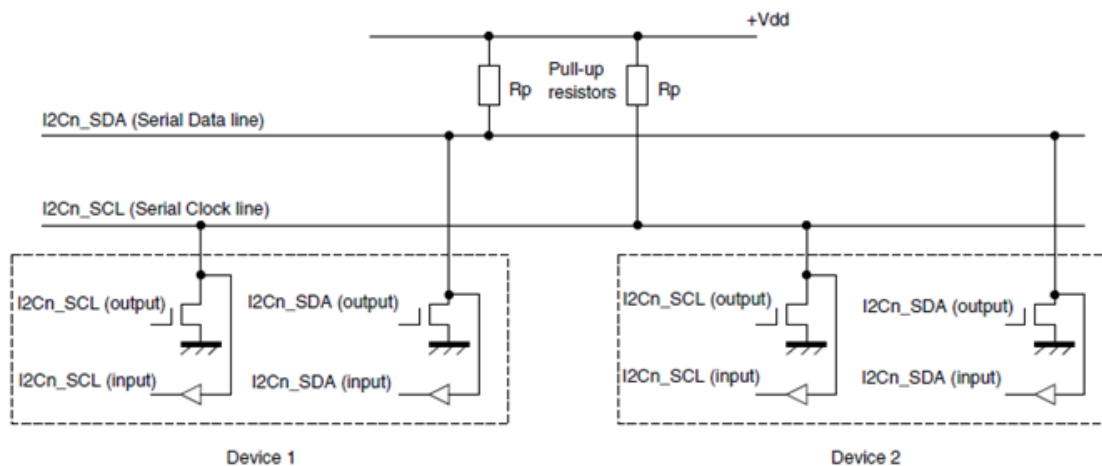 +Vdd
Rp
Pull-up
resistors
Rp
I2Cn_SDA (Serial Data line)
I2Cn_SCL (Serial Clock line)
I2Cn_SCL (output)
I2Cn_SDA (output)
I2Cn_SCL (output)
I2Cn_SDA (output)
I2Cn_SCL (input)
I2Cn_SDA (input)
I2Cn_SCL (input)
I2Cn_SDA (input)
Device 1
Device 2